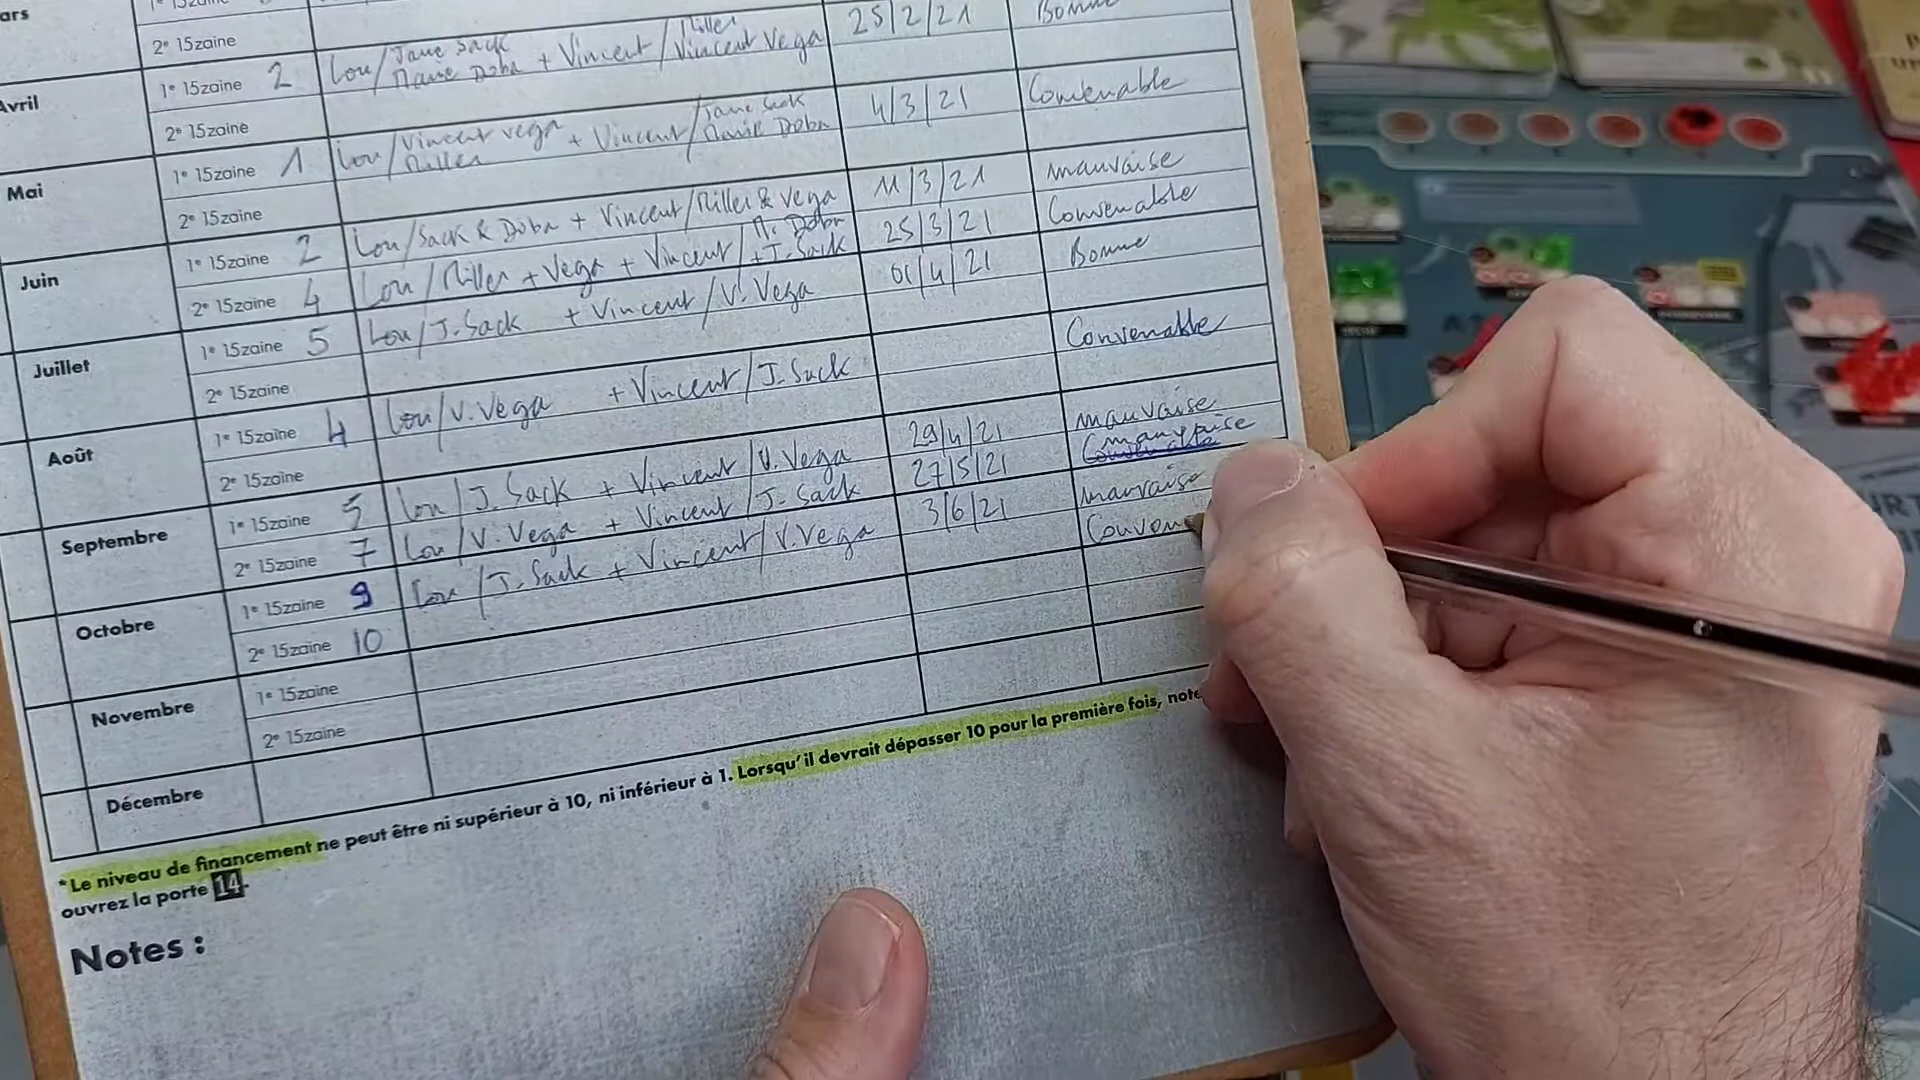 ars
2e 15zaine
25/2/21
Bonne
Avril
1e 15zaine 2
Lou/Jane Sack
Marie Doba + Vincent/Miller
Vincent Vega
2e 15zaine
4/3/21
Convenable
Mai
1e 15zaine 1
Lou/Vincent Vega
Miller + Vincent/Jane Sack
Marie Doba
2e 15zaine
11/3/21
mauvaise
Juin
1e 15zaine 2
Lou/Sack & Doba + Vincent/Miller & Vega
25/3/21
Convenable
2e 15zaine 4
Lou/Miller + Vega + Vincent/M. Doba
+ J. Sack
01/4/21
Bonne
Juillet
1e 15zaine 5
Lou/J. Sack + Vincent/V. Vega
2e 15zaine
Convenable
Août
1e 15zaine 4
Lou/V. Vega + Vincent/J. Sack
2e 15zaine
29/4/21
mauvaise
Septembre
1e 15zaine 5
Lou/J. Sack + Vincent/V. Vega
27/5/21
mauvaise
Convenable
2e 15zaine 7
Lou/V. Vega + Vincent/J. Sack
3/6/21
mauvaise
Octobre
1e 15zaine 9
Lou/J. Sack + Vincent/V. Vega
Conven
2e 15zaine 10
Novembre
1e 15zaine
2e 15zaine
Décembre
*Le niveau de financement ne peut être ni supérieur à 10, ni inférieur à 1. Lorsqu'il devrait dépasser 10 pour la première fois, note
ouvrez la porte 14.
Notes :